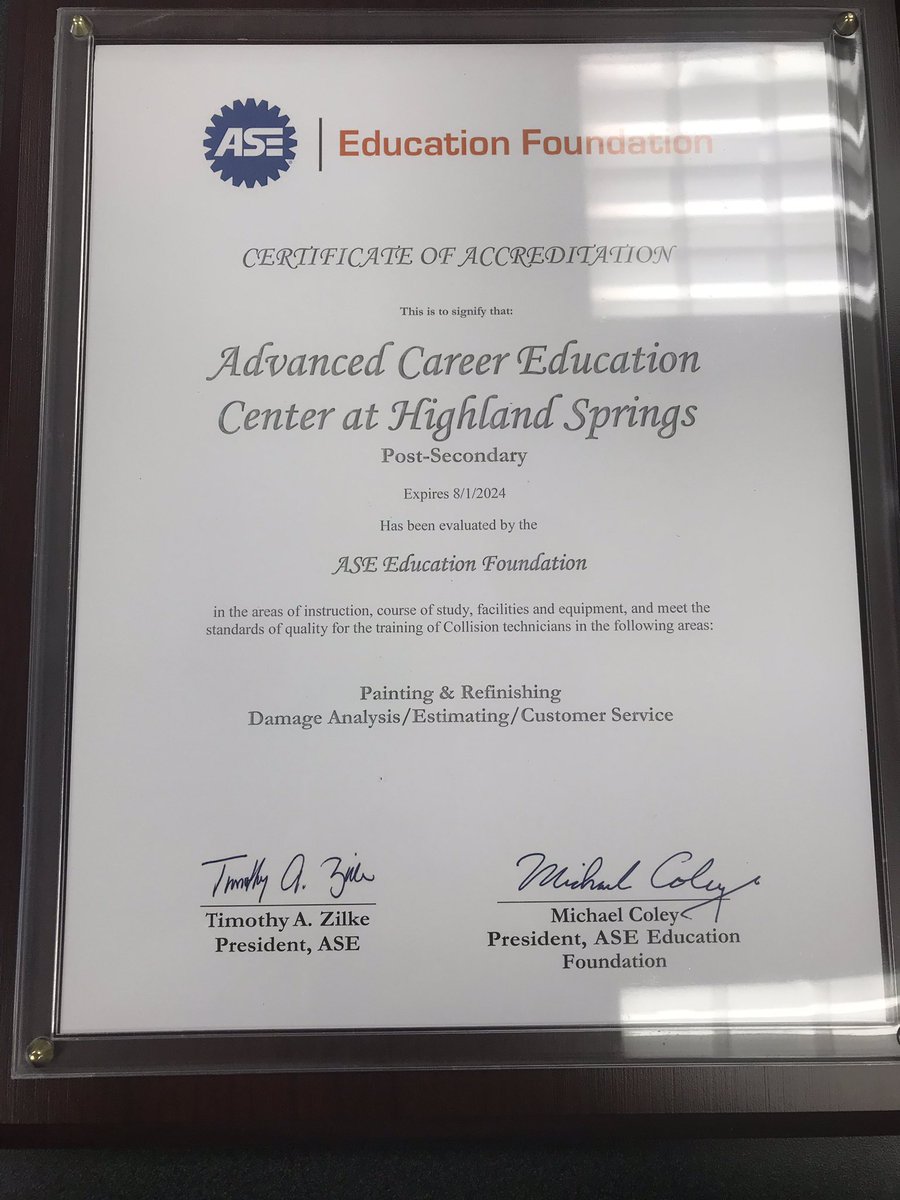 ASE | Education Foundation
CERTIFICATE OF ACCREDITATION
This is to signify that:
Advanced Career Education
Center at Highland Springs
Post-Secondary
Expires 8/1/2024
Has been evaluated by the
ASE Education Foundation
in the areas of instruction, course of study, facilities and equipment, and meet the
standards of quality for the training of Collision technicians in the following areas:
Painting & Refinishing
Damage Analysis/Estimating/Customer Service
Timothy A. Zilke
Timothy A. Zilke
President, ASE
Michael Coley
Michael Coley
President, ASE Education
Foundation